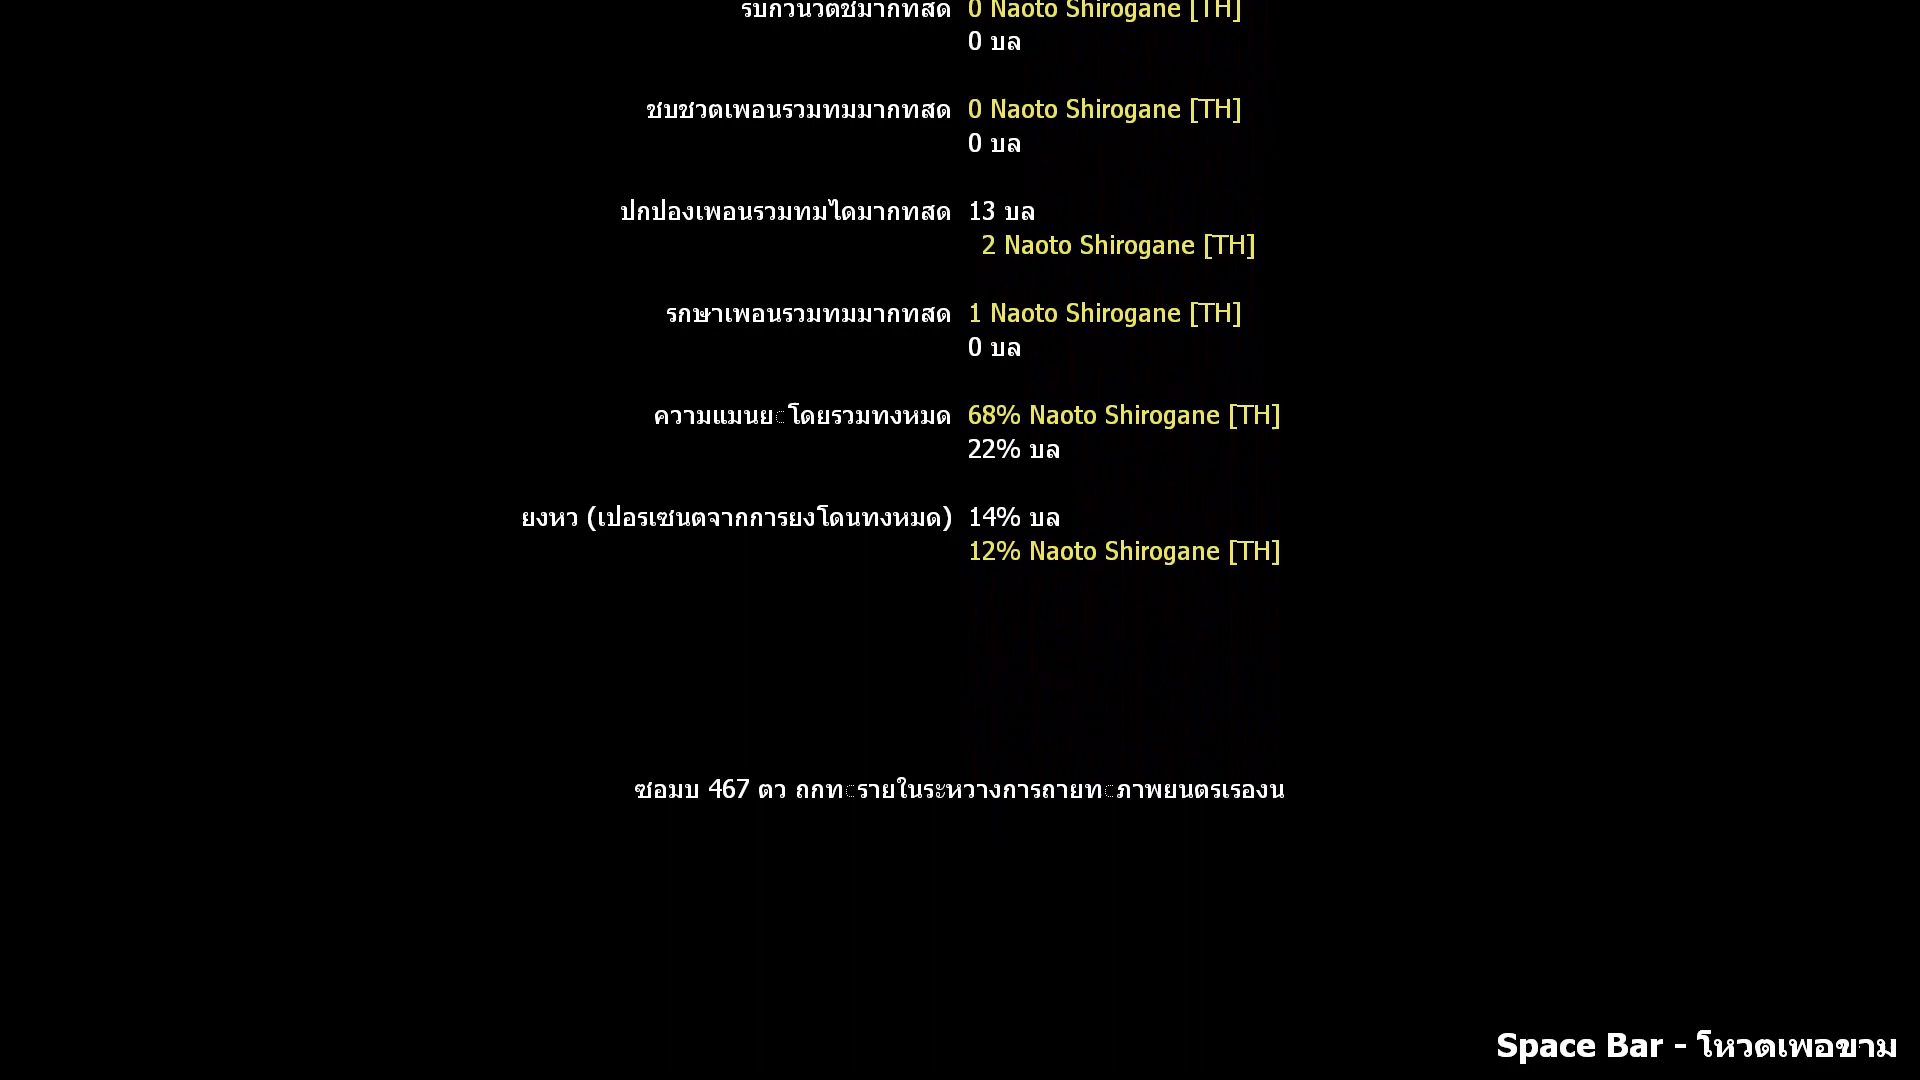 รบกวนวตชมากทสด 0 Naoto Shirogane [TH]
0 บล
ชบชวตเพอนรวมทมมากทสด 0 Naoto Shirogane [TH]
0 บล
ปกปองเพอนรวมทมไดมากทสด 13 บล
2 Naoto Shirogane [TH]
รกษาเพอนรวมทมมากทสด 1 Naoto Shirogane [TH]
0 บล
ความแมนยำโดยรวมทงหมด 68% Naoto Shirogane [TH]
22% บล
ยงหว (เปอรเซนตจากการยงโดนทงหมด) 14% บล
12% Naoto Shirogane [TH]
ซอมบ 467 ตว ถกทำรายในระหวางการถายทำภาพยนตรเรองน
Space Bar - โหวตเพอขาม